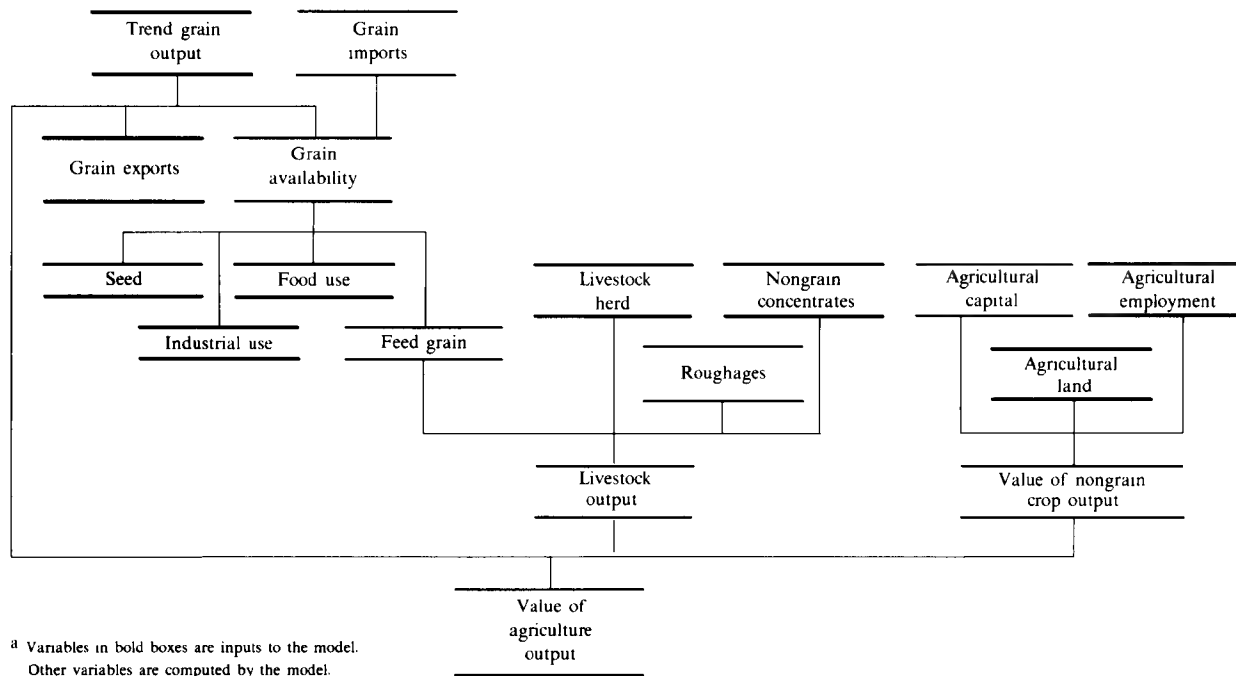 Trend grain
output
Grain
imports
Grain exports
Grain
availability
Seed
Food use
Industrial use
Feed grain
Livestock
herd
Nongrain
concentrates
Roughages
Agricultural
capital
Agricultural
employment
Agricultural
land
Livestock
output
Value of nongrain
crop output
Value of
agriculture
output
a Variables in bold boxes are inputs to the model.
Other variables are computed by the model.